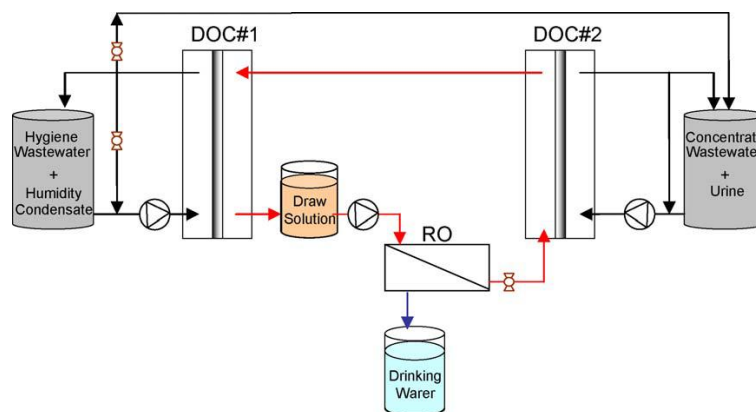 DOC#1
DOC#2
Hygiene
Wastewater
+
Humidity
Condensate
Draw
Solution
RO
Concentrat
Wastewate
+
Urine
Drinking
Warer